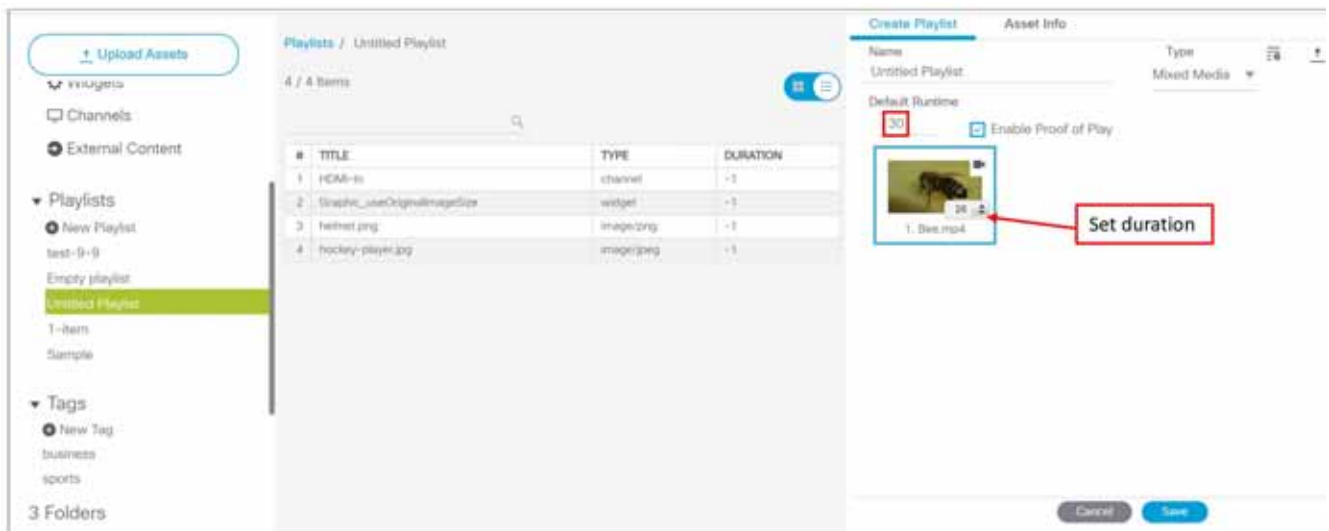 Upload Assets
Widgets
Channels
External Content
Playlists
New Playlist
test-9-9
Empty playlist
Untitled Playlist
1-item
Sample
Tags
New Tag
business
sports
3 Folders
Playlists / Untitled Playlist
4 / 4 Items
# TITLE TYPE DURATION
1 HDMI-In channel -1
2 Graphic_useOriginalImageSize widget -1
3 helmet.png image/png -1
4 hockey-player.jpg image/jpeg -1
Create Playlist Asset Info
Name Type
Untitled Playlist Mixed Media
Default Runtime
30 Enable Proof of Play
Set duration
1. Bee.mp4
Cancel Save